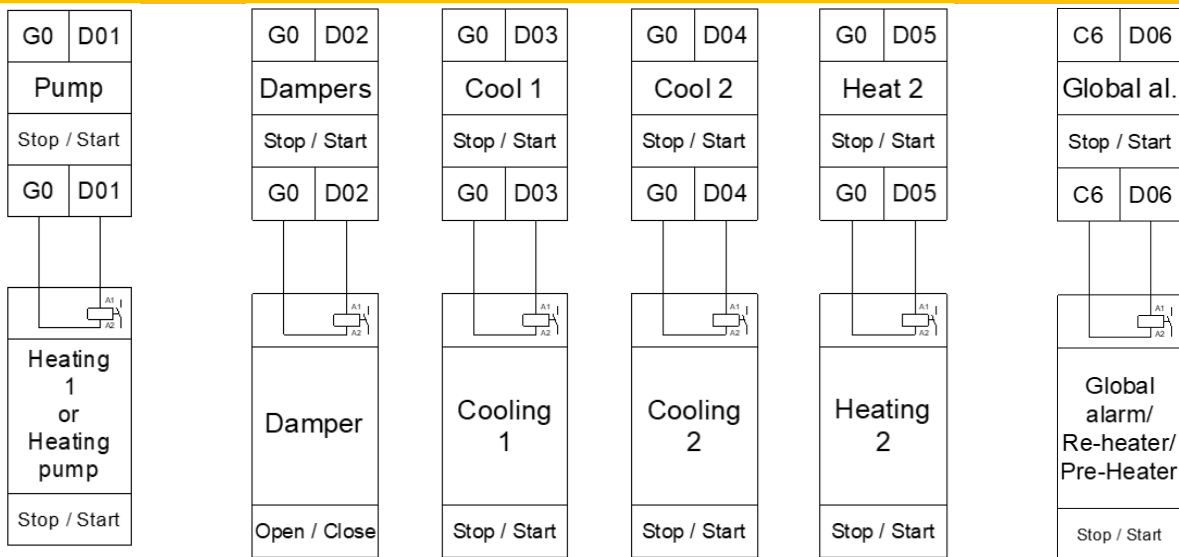 G0 D01
Pump
Stop / Start
G0 D01
A1
A2
Heating
1
or
Heating
pump
Stop / Start
G0 D02
Dampers
Stop / Start
G0 D02
A1
A2
Damper
Open / Close
G0 D03
Cool 1
Stop / Start
G0 D03
A1
A2
Cooling
1
Stop / Start
G0 D04
Cool 2
Stop / Start
G0 D04
A1
A2
Cooling
2
Stop / Start
G0 D05
Heat 2
Stop / Start
G0 D05
A1
A2
Heating
2
Stop / Start
C6 D06
Global al.
Stop / Start
C6 D06
A1
A2
Global
alarm/
Re-heater/
Pre-Heater
Stop / Start